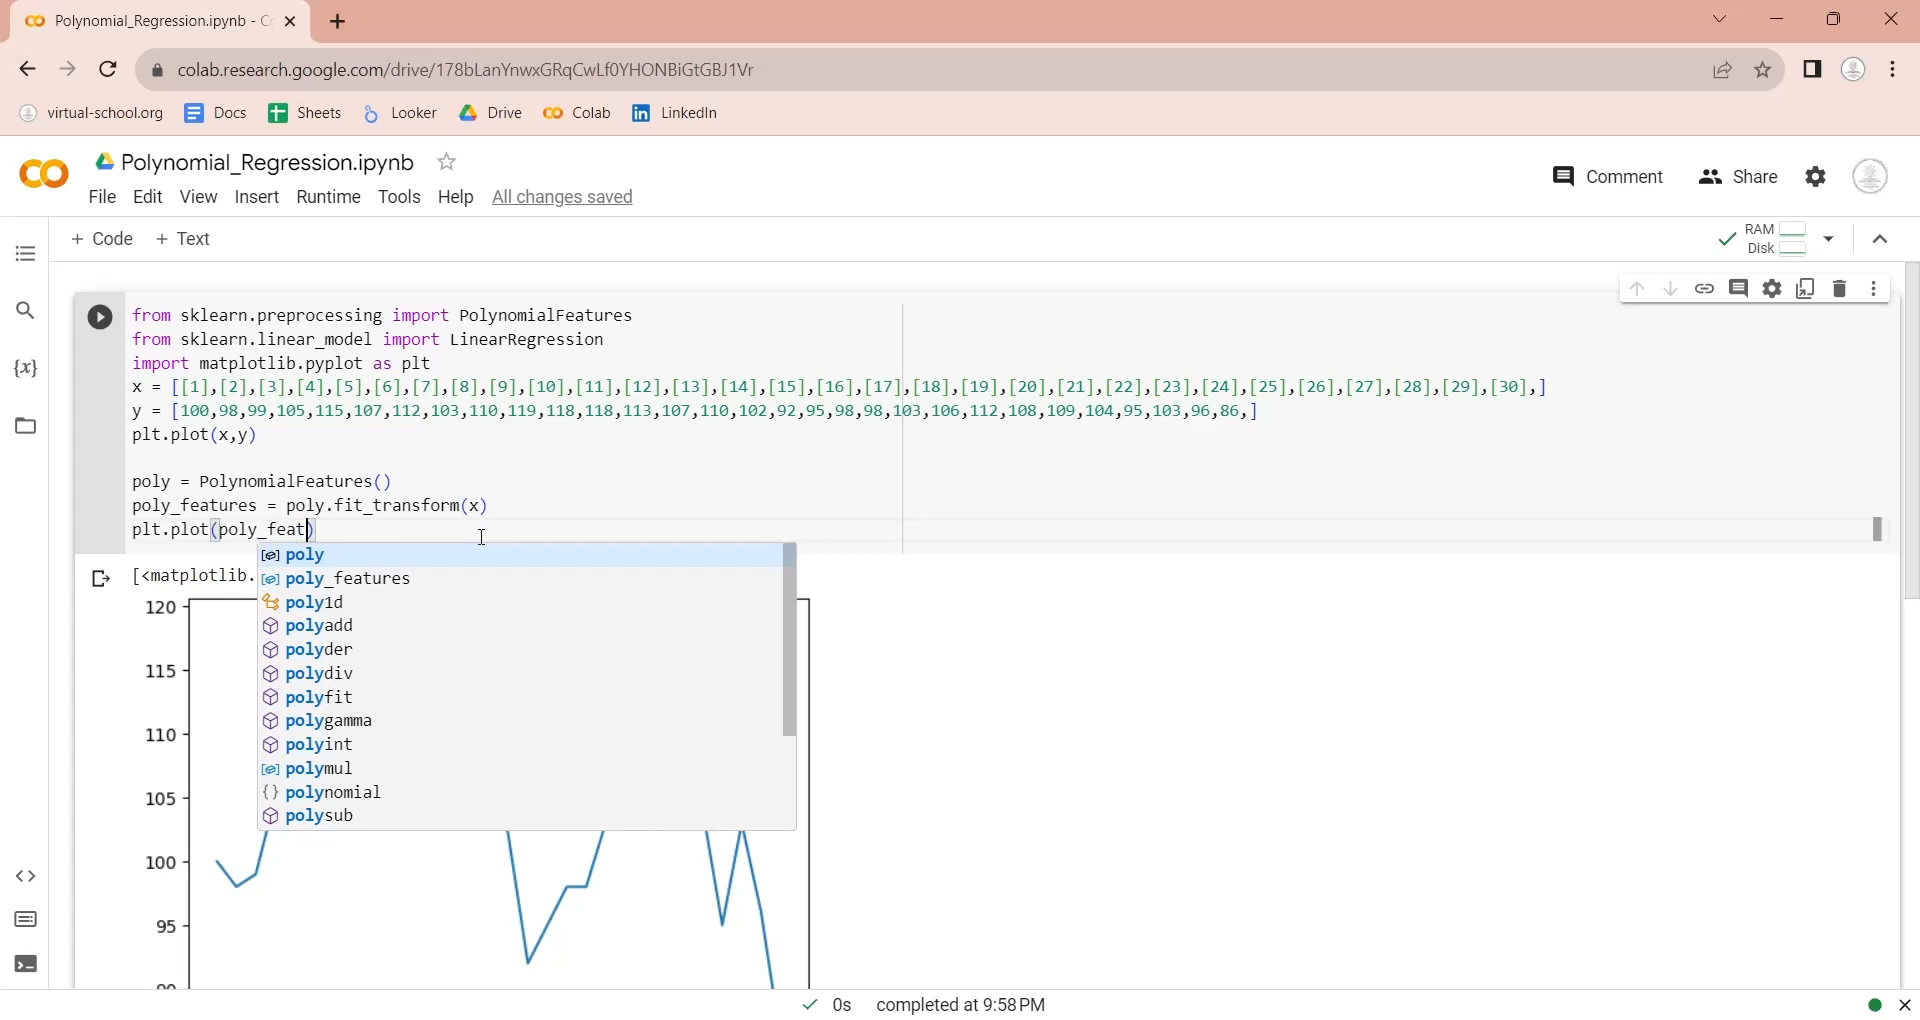 Polynomial_Regression.ipynb - C
colab.research.google.com/drive/178bLanYnwxGRqCwLf0YHONBiGtGBJ1Vr
virtual-school.org Docs Sheets Looker Drive Colab LinkedIn
Polynomial_Regression.ipynb
Comment Share
File Edit View Insert Runtime Tools Help All changes saved
+ Code + Text
RAM
Disk
from sklearn.preprocessing import PolynomialFeatures
from sklearn.linear_model import LinearRegression
import matplotlib.pyplot as plt
x = [[1],[2],[3],[4],[5],[6],[7],[8],[9],[10],[11],[12],[13],[14],[15],[16],[17],[18],[19],[20],[21],[22],[23],[24],[25],[26],[27],[28],[29],[30],]
y = [100,98,99,105,115,107,112,103,110,119,118,118,113,107,110,102,92,95,98,98,103,106,112,108,109,104,95,103,96,86,]
plt.plot(x,y)
poly = PolynomialFeatures()
poly_features = poly.fit_transform(x)
plt.plot(poly_feat)
poly
[<matplotlib. poly_features
poly1d
120
polyadd
polyder
115
polydiv
polyfit
polygamma
110
polyint
polymul
polynomial
105
polysub
100
95
90
0s completed at 9:58 PM